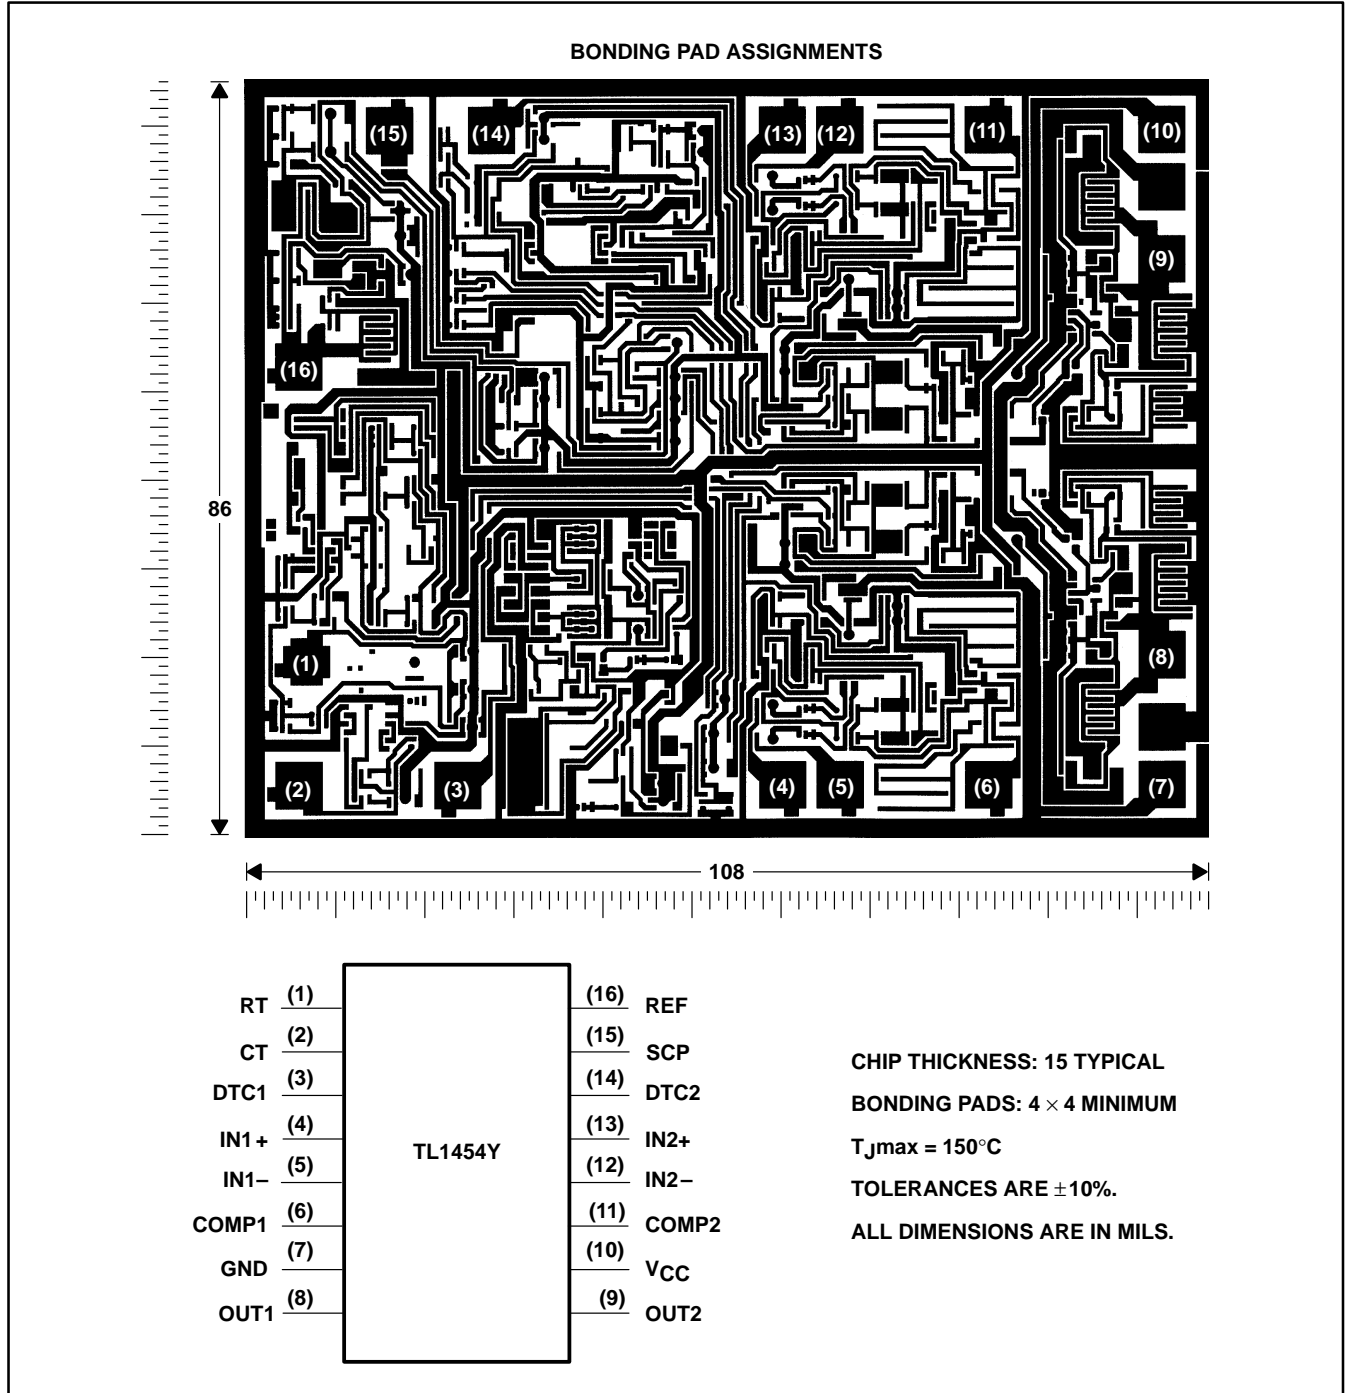 BONDING PAD ASSIGNMENTS
(15) (14) (13) (12) (11) (10)
(9)
(16)
86
(1) (8)
(2) (3) (4) (5) (6) (7)
108
RT (1) (16) REF
CT (2) (15) SCP
DTC1 (3) (14) DTC2
IN1+ (4) (13) IN2+
TL1454Y
IN1− (5) (12) IN2−
COMP1 (6) (11) COMP2
GND (7) (10) VCC
OUT1 (8) (9) OUT2
CHIP THICKNESS: 15 TYPICAL
BONDING PADS: 4 × 4 MINIMUM
TJmax = 150°C
TOLERANCES ARE ±10%.
ALL DIMENSIONS ARE IN MILS.